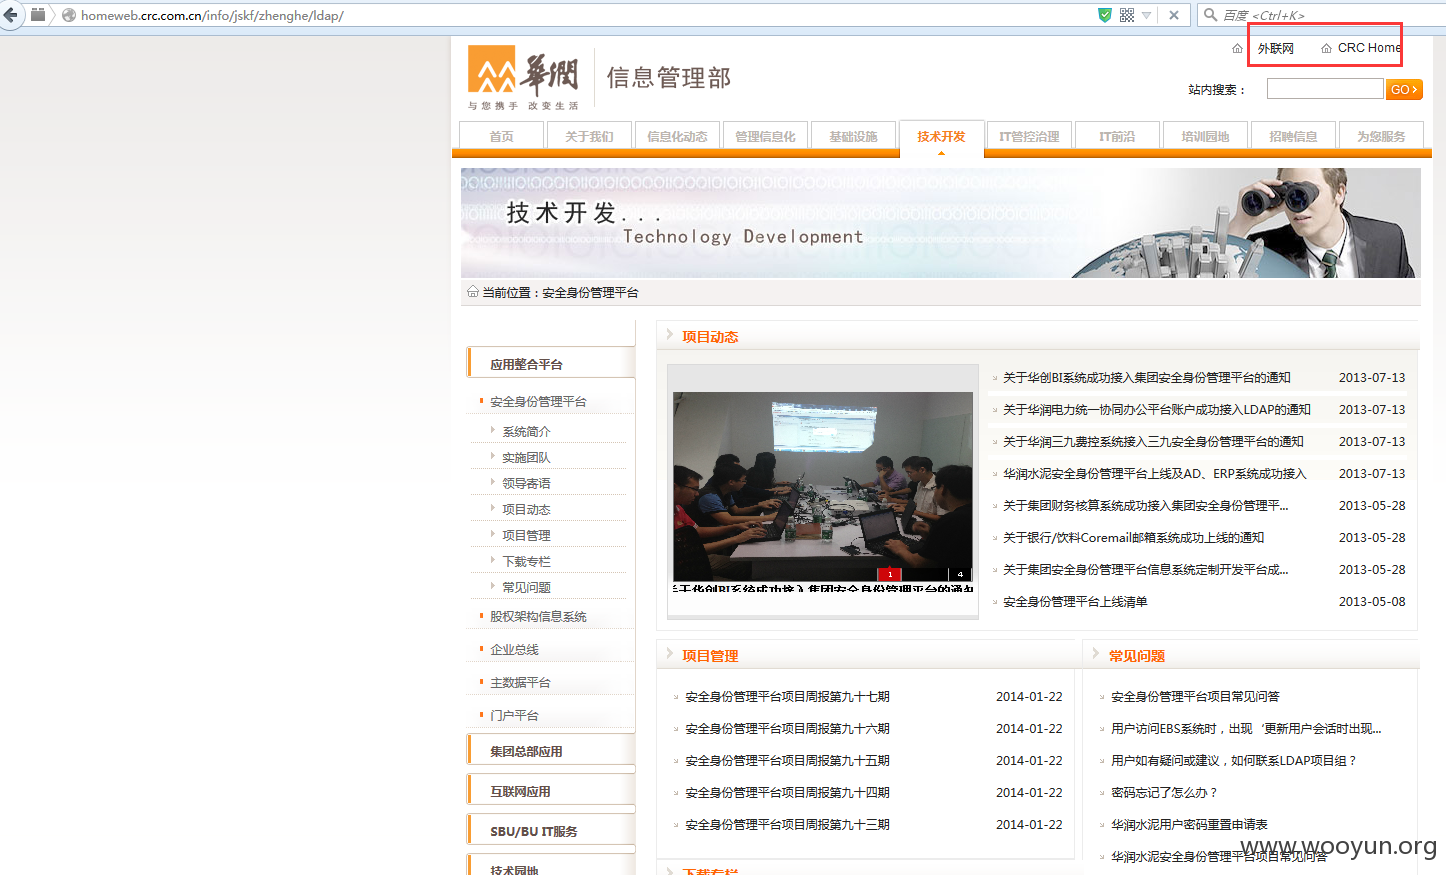 homeweb.crc.com.cn/info/jskf/zhenghe/ldap/
百度 <Ctrl+K>
外联网 CRC Home
華潤 信息管理部
与您携手 改变生活
站内搜索： GO
首页 关于我们 信息化动态 管理信息化 基础设施 技术开发 IT管控治理 IT前沿 培训园地 招聘信息 为您服务
技术开发...
Technology Development
当前位置：安全身份管理平台
应用整合平台
安全身份管理平台
系统简介
实施团队
领导寄语
项目动态
项目管理
下载专栏
常见问题
股权架构信息系统
企业总线
主数据平台
门户平台
集团总部应用
互联网应用
SBU/BU IT服务
技术园地
项目动态
1 4
关于华创BI系统成功接入集团安全身份管理平台的通知
关于华创BI系统成功接入集团安全身份管理平台的通知 2013-07-13
关于华润电力统一协同办公平台账户成功接入LDAP的通知 2013-07-13
关于华润三九费控系统接入三九安全身份管理平台的通知 2013-07-13
华润水泥安全身份管理平台上线及AD、ERP系统成功接入 2013-07-13
关于集团财务核算系统成功接入集团安全身份管理平... 2013-05-28
关于银行/饮料Coremail邮箱系统成功上线的通知 2013-05-28
关于集团安全身份管理平台信息系统定制开发平台成... 2013-05-28
安全身份管理平台上线清单 2013-05-08
项目管理
安全身份管理平台项目周报第九十七期 2014-01-22
安全身份管理平台项目周报第九十六期 2014-01-22
安全身份管理平台项目周报第九十五期 2014-01-22
安全身份管理平台项目周报第九十四期 2014-01-22
安全身份管理平台项目周报第九十三期 2014-01-22
常见问题
安全身份管理平台项目常见问答
用户访问EBS系统时，出现‘更新用户会话时出现...
用户如有疑问或建议，如何联系LDAP项目组？
密码忘记了怎么办？
华润水泥用户密码重置申请表
华润水泥安全身份管理平台项目常见问答
下载专栏
www.wooyun.org